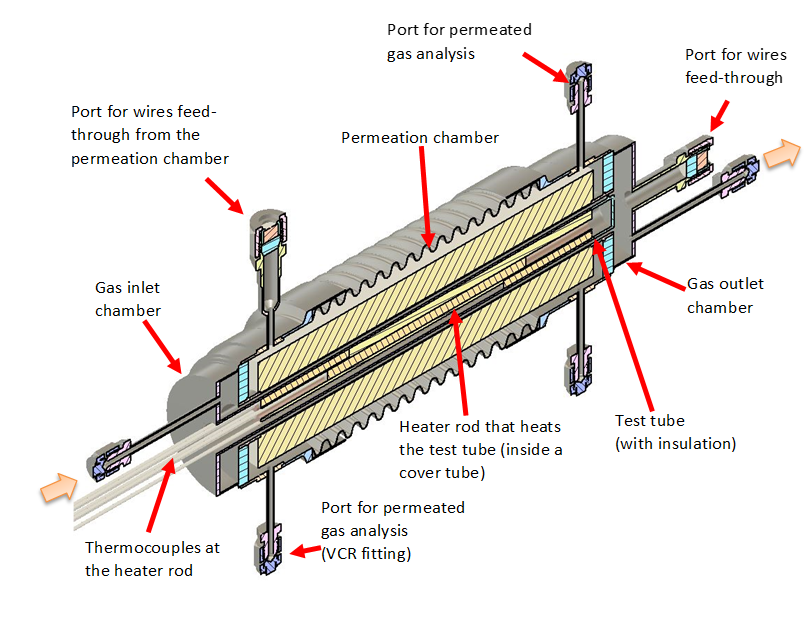 Port for permeated
gas analysis
Port for wires
feed-through
Port for wires feed-
through from the
permeation chamber
Permeation chamber
Gas inlet
chamber
Gas outlet
chamber
Heater rod that heats
the test tube (inside a
cover tube)
Test tube
(with insulation)
Port for permeated
gas analysis
(VCR fitting)
Thermocouples at
the heater rod